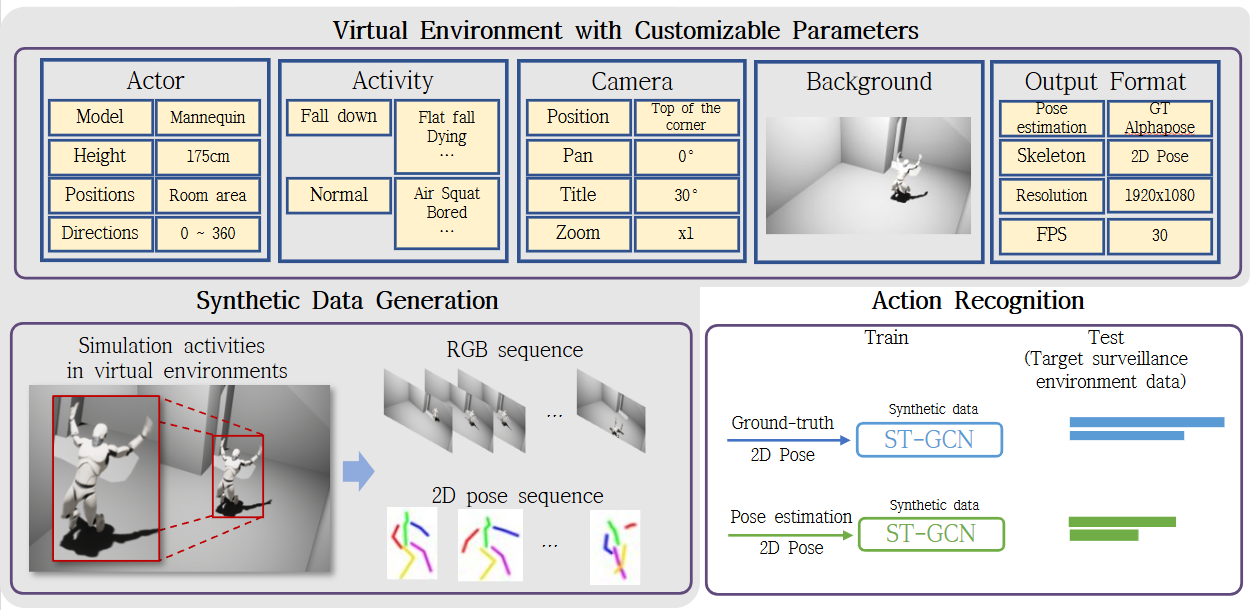 Virtual Environment with Customizable Parameters
Actor
Model
Mannequin
Height
175cm
Positions
Room area
Directions
0 ~ 360
Activity
Fall down
Flat fall
Dying
...
Normal
Air Squat
Bored
...
Camera
Position
Top of the
corner
Pan
0°
Title
30°
Zoom
x1
Background
Output Format
Pose
estimation
GT
Alphapose
Skeleton
2D Pose
Resolution
1920x1080
FPS
30
Synthetic Data Generation
Simulation activities
in virtual environments
RGB sequence
...
2D pose sequence
...
Action Recognition
Train
Test
(Target surveillance
environment data)
Ground-truth
2D Pose
Synthetic data
ST-GCN
Pose estimation
2D Pose
Synthetic data
ST-GCN